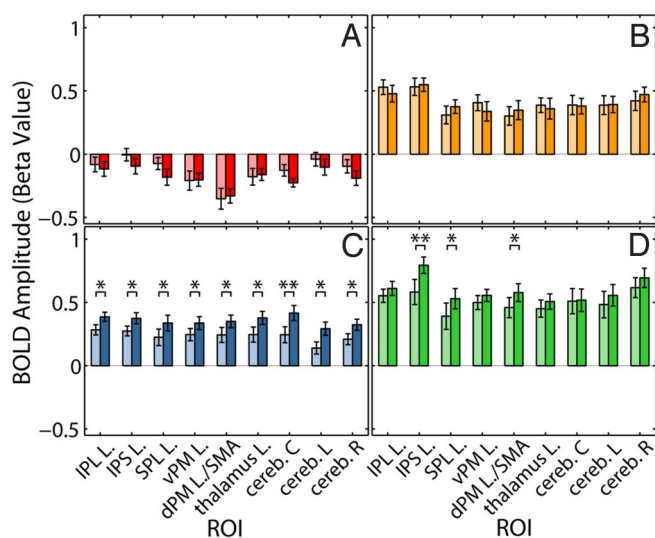 A
B
1
0.5
0
−0.5
BOLD Amplitude (Beta Value)
C
D
* * * * * * ** * *
** * *
1
0.5
0
−0.5
IPL L.
IPS L.
SPL L.
vPM L.
dPM L./SMA
thalamus L.
cereb. C
cereb. L
cereb. R
IPL L.
IPS L.
SPL L.
vPM L.
dPM L./SMA
thalamus L.
cereb. C
cereb. L
cereb. R
ROI
ROI